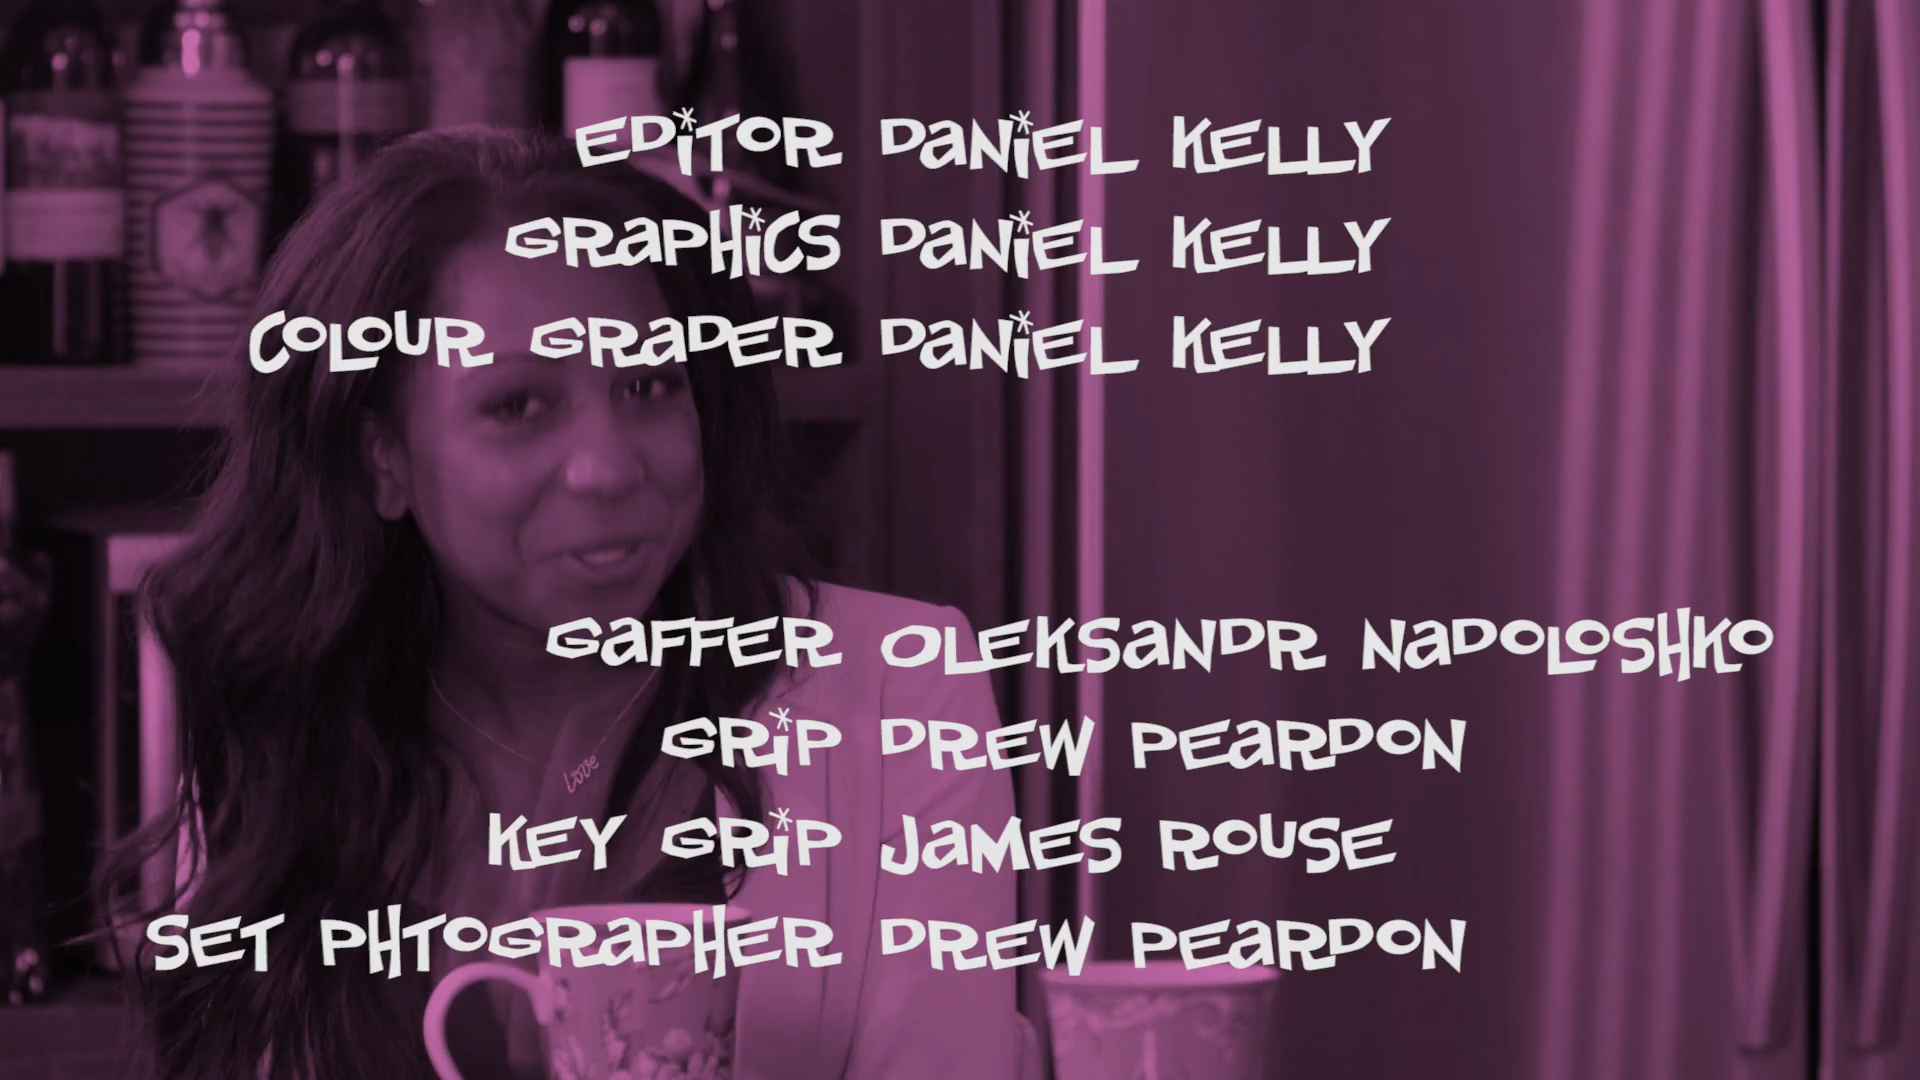 EDITOR DANIEL KELLY
GRAPHICS DANIEL KELLY
COLOUR GRADER DANIEL KELLY
GAFFER OLEKSANDR NADOLOSHKO
GRIP DREW PEARDON
KEY GRIP JAMES ROUSE
love
SET PHTOGRAPHER DREW PEARDON